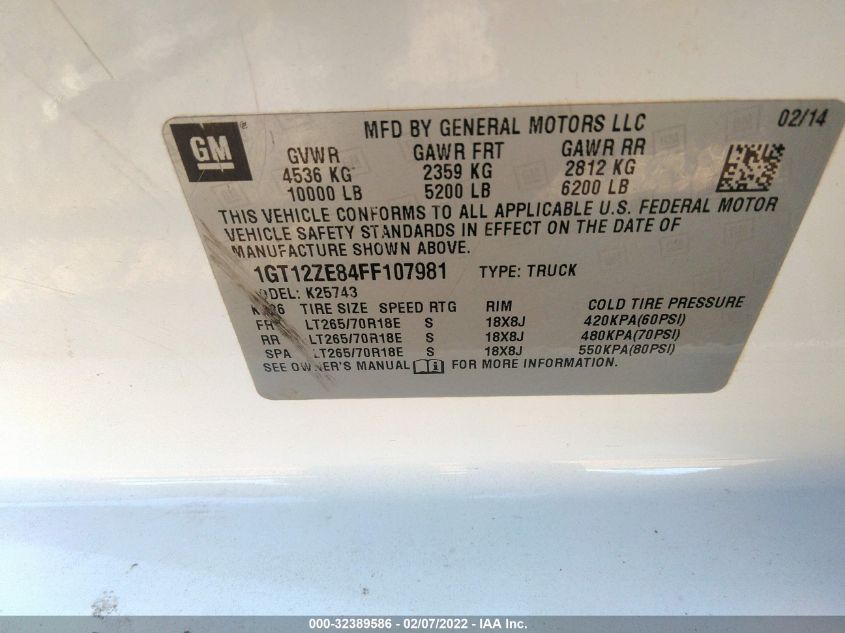 GM ®
MFD BY GENERAL MOTORS LLC 02/14
GVWR GAWR FRT GAWR RR
4536 KG 2359 KG 2812 KG
10000 LB 5200 LB 6200 LB
THIS VEHICLE CONFORMS TO ALL APPLICABLE U.S. FEDERAL MOTOR
VEHICLE SAFETY STANDARDS IN EFFECT ON THE DATE OF
MANUFACTURE SHOWN ABOVE.
1GT12ZE84FF107981 TYPE: TRUCK
ODEL: K25743
TIRE SIZE SPEED RTG RIM COLD TIRE PRESSURE
FR LT265/70R18E S 18X8J 420KPA(60PSI)
RR LT265/70R18E S 18X8J 480KPA(70PSI)
SPA LT265/70R18E S 18X8J 550KPA(80PSI)
SEE OWNER'S MANUAL FOR MORE INFORMATION.
000-32389586 - 02/07/2022 - IAA Inc.